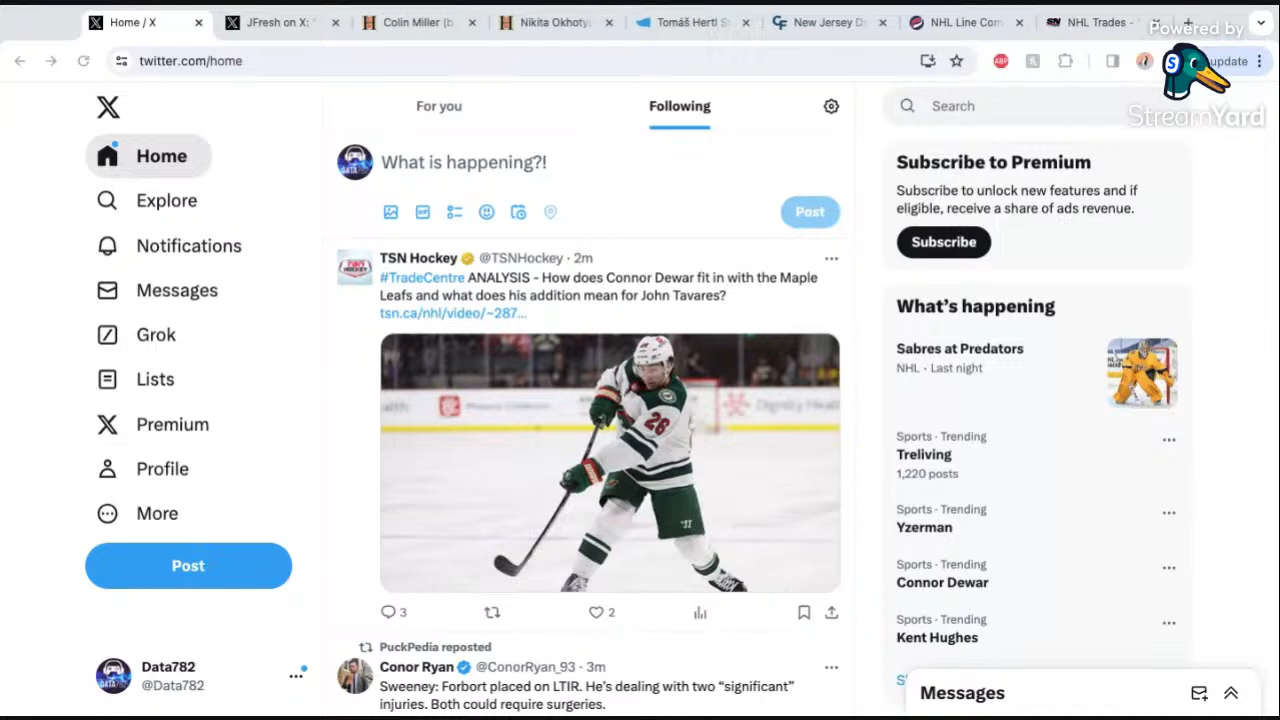 Home / X
JFresh on X: "
Colin Miller (b
Nikita Okhoty
Tomáš Hertl S
New Jersey D
NHL Line Com
NHL Trades -
Powered by
twitter.com/home
ABP
update
StreamYard
For you
Following
Search
Home
What is happening?!
Explore
Post
Notifications
Messages
Grok
Lists
Premium
Profile
More
Post
Data782
@Data782
TSN Hockey @TSNHockey · 2m
#TradeCentre ANALYSIS - How does Connor Dewar fit in with the Maple
Leafs and what does his addition mean for John Tavares?
tsn.ca/nhl/video/~287...
26
3
2
PuckPedia reposted
Conor Ryan @ConorRyan_93 · 3m
Sweeney: Forbort placed on LTIR. He's dealing with two “significant”
injuries. Both could require surgeries.
Subscribe to Premium
Subscribe to unlock new features and if
eligible, receive a share of ads revenue.
Subscribe
What's happening
Sabres at Predators
NHL · Last night
Sports · Trending
Treliving
1,220 posts
Sports · Trending
Yzerman
Sports · Trending
Connor Dewar
Sports · Trending
Kent Hughes
Messages